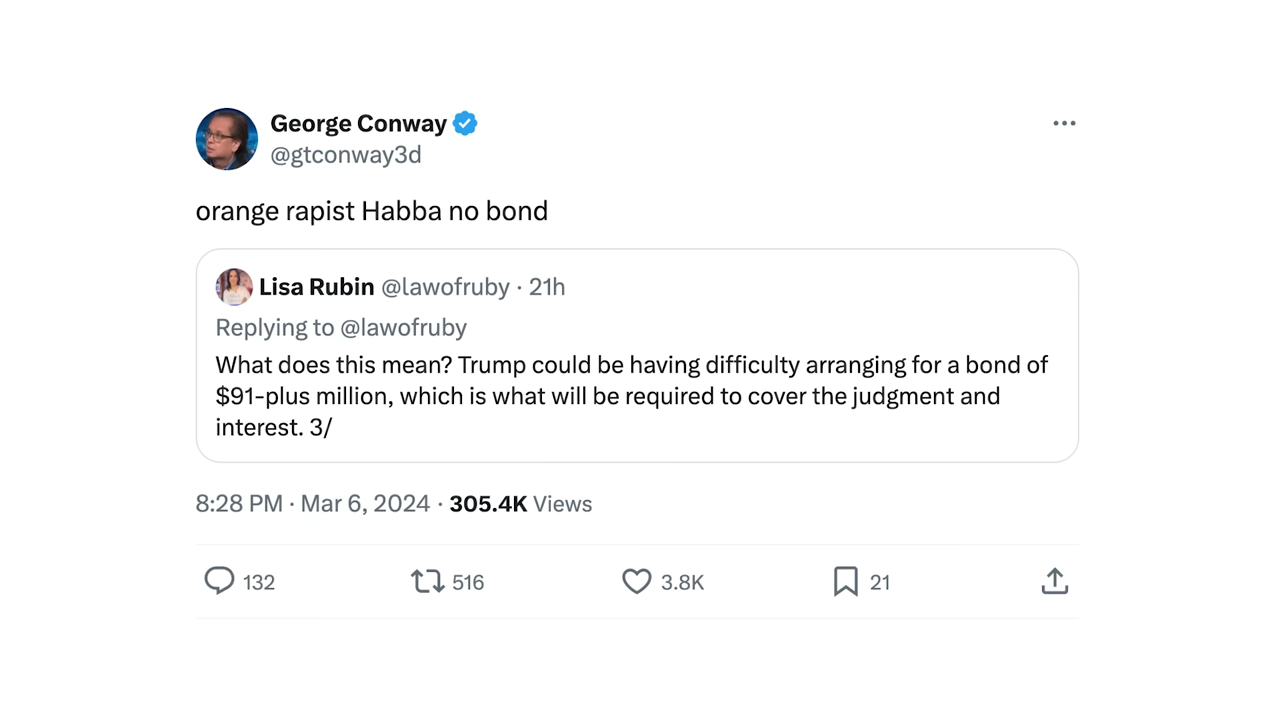 George Conway
@gtconway3d
orange rapist Habba no bond
Lisa Rubin @lawofruby · 21h
Replying to @lawofruby
What does this mean? Trump could be having difficulty arranging for a bond of
$91-plus million, which is what will be required to cover the judgment and
interest. 3/
8:28 PM · Mar 6, 2024 · 305.4K Views
132 516 3.8K 21